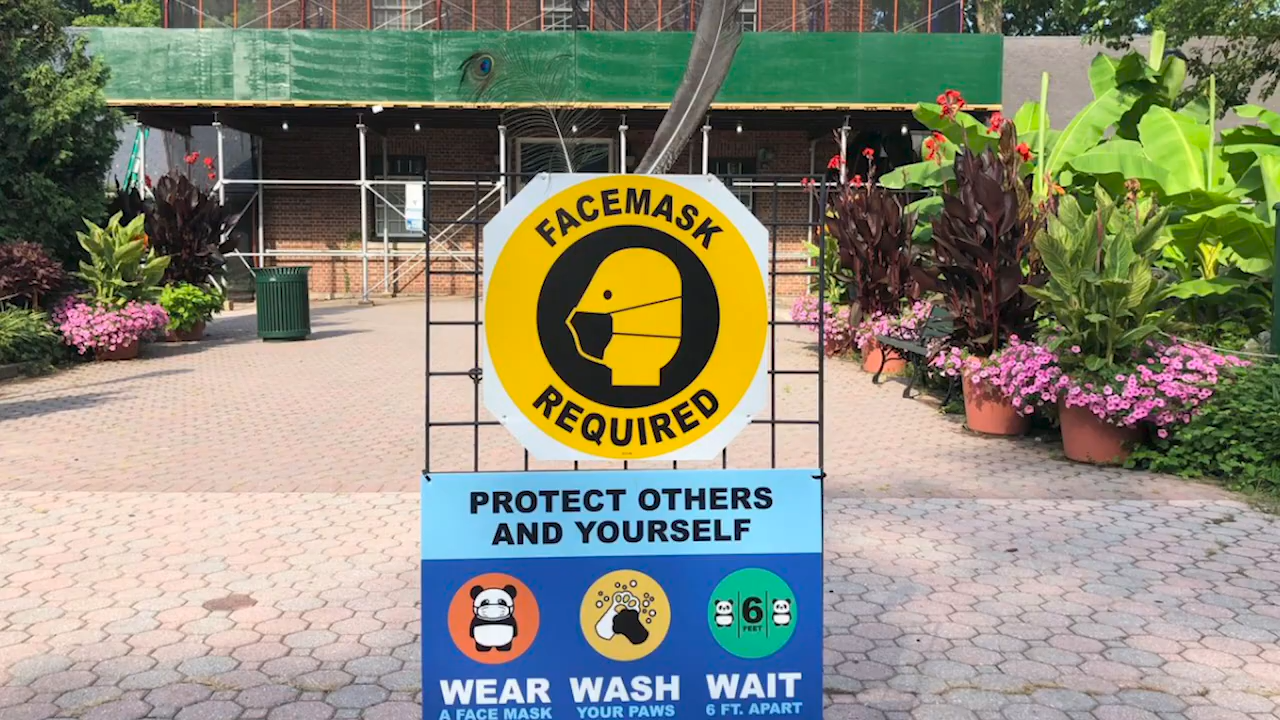 FACEMASK
REQUIRED
PROTECT OTHERS
AND YOURSELF
6
FEET
WEAR
A FACE MASK
WASH
YOUR PAWS
WAIT
6 FT. APART